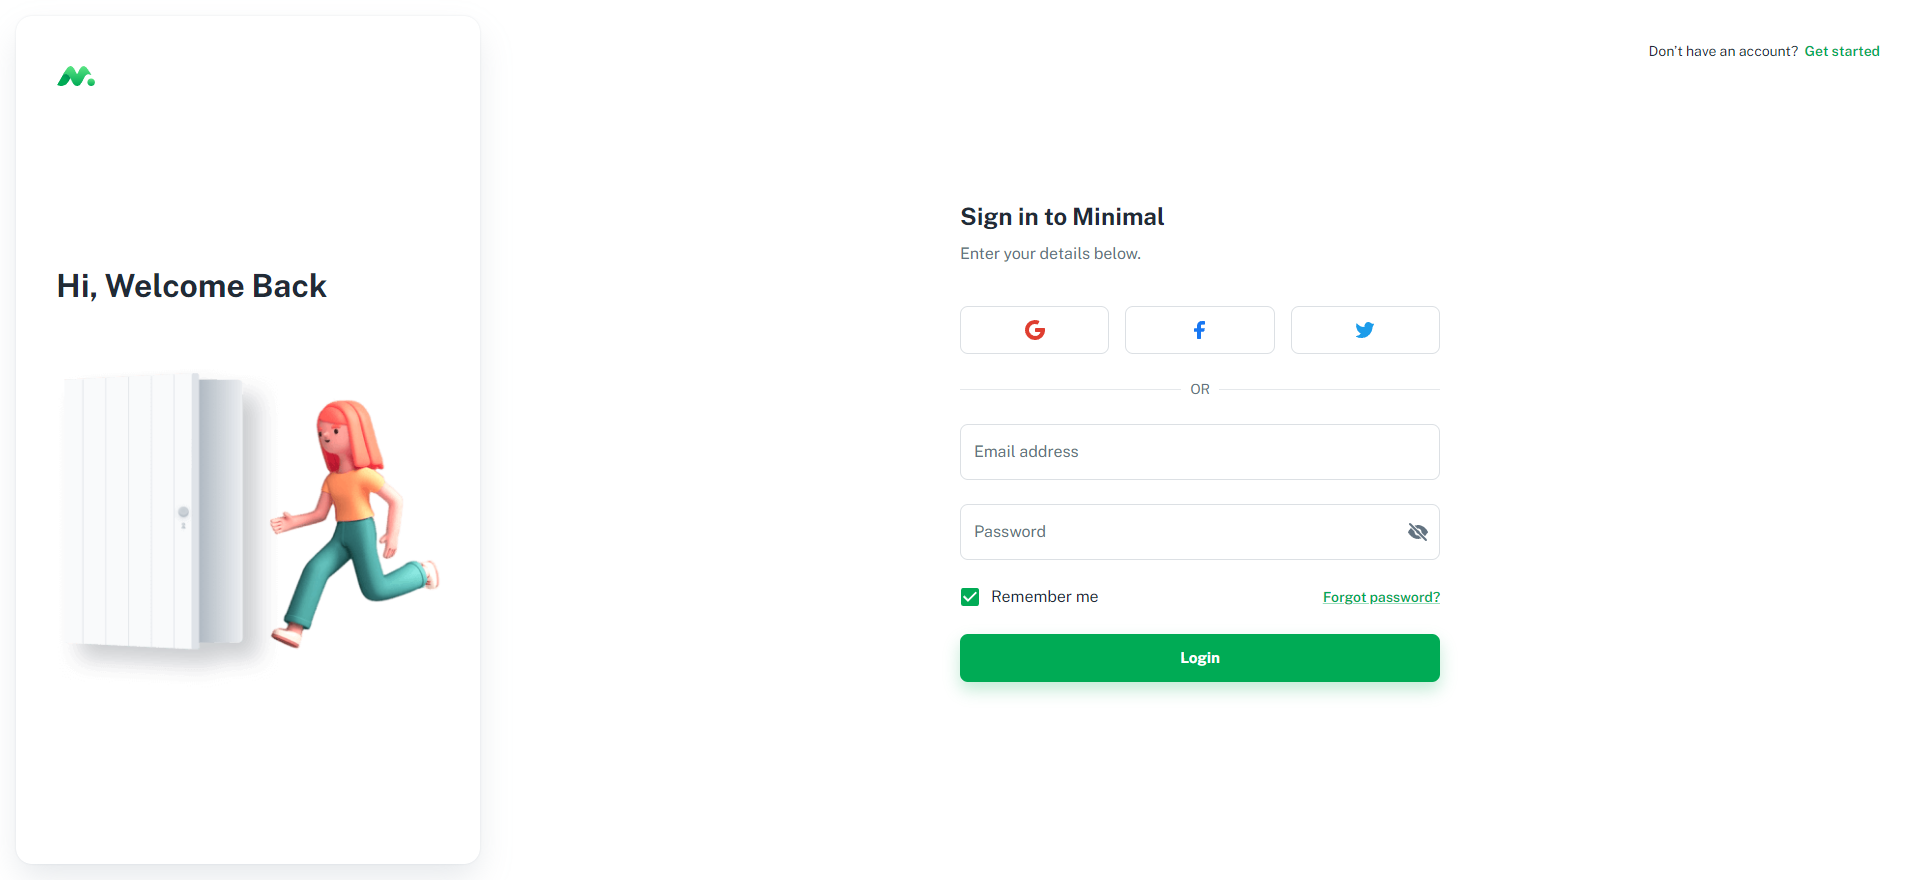 Don't have an account? Get started
Hi, Welcome Back
Sign in to Minimal
Enter your details below.
OR
Email address
Password
Remember me
Forgot password?
Login